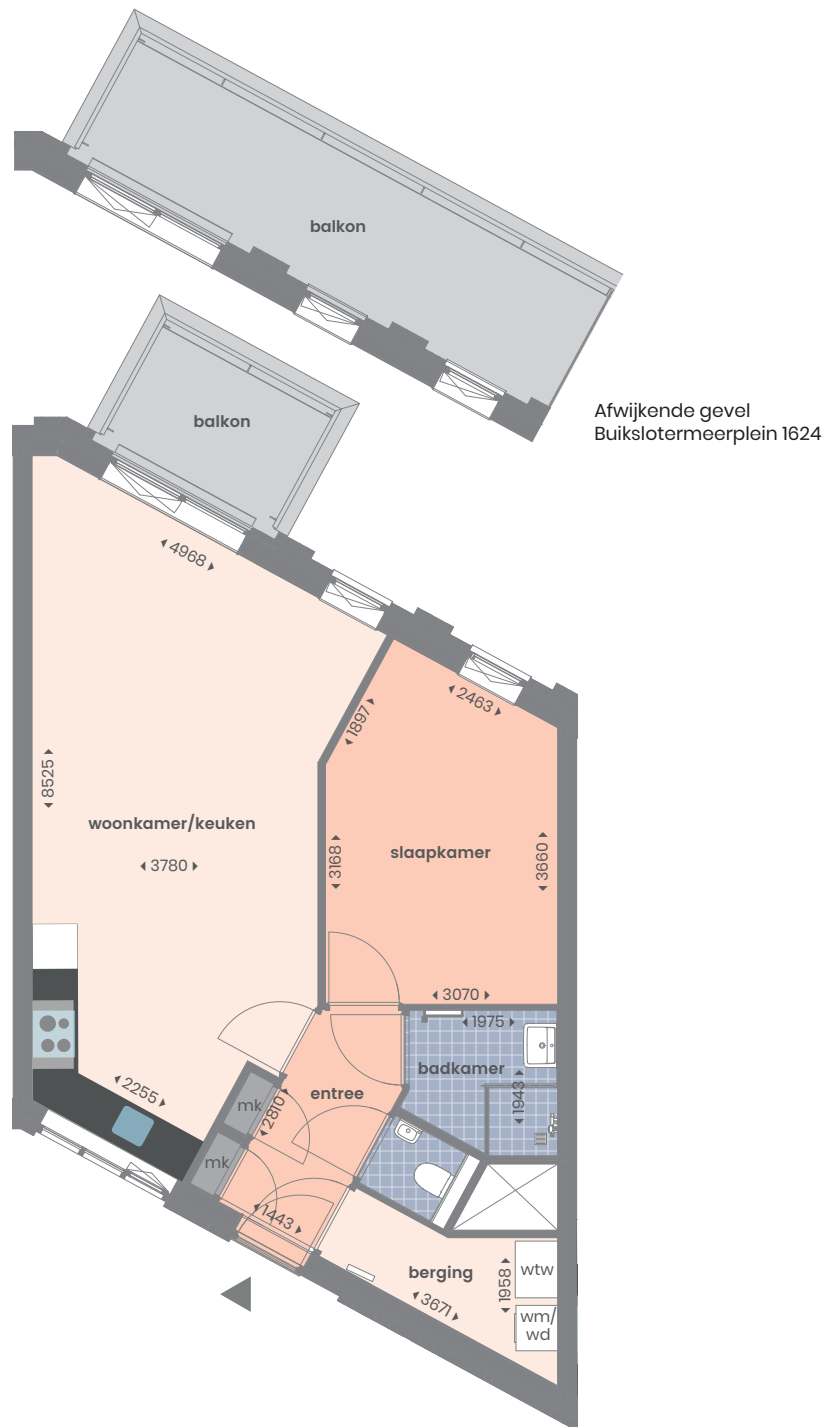 balkon
Afwijkende gevel
Buikslotermeerplein 1624
balkon
4968
2463
1897
8525
woonkamer/keuken
3780
3168
slaapkamer
3660
3070
1975
badkamer
2255
entree
mk
2810
1943
mk
1443
berging
1958
wtw
3671
wm/
wd